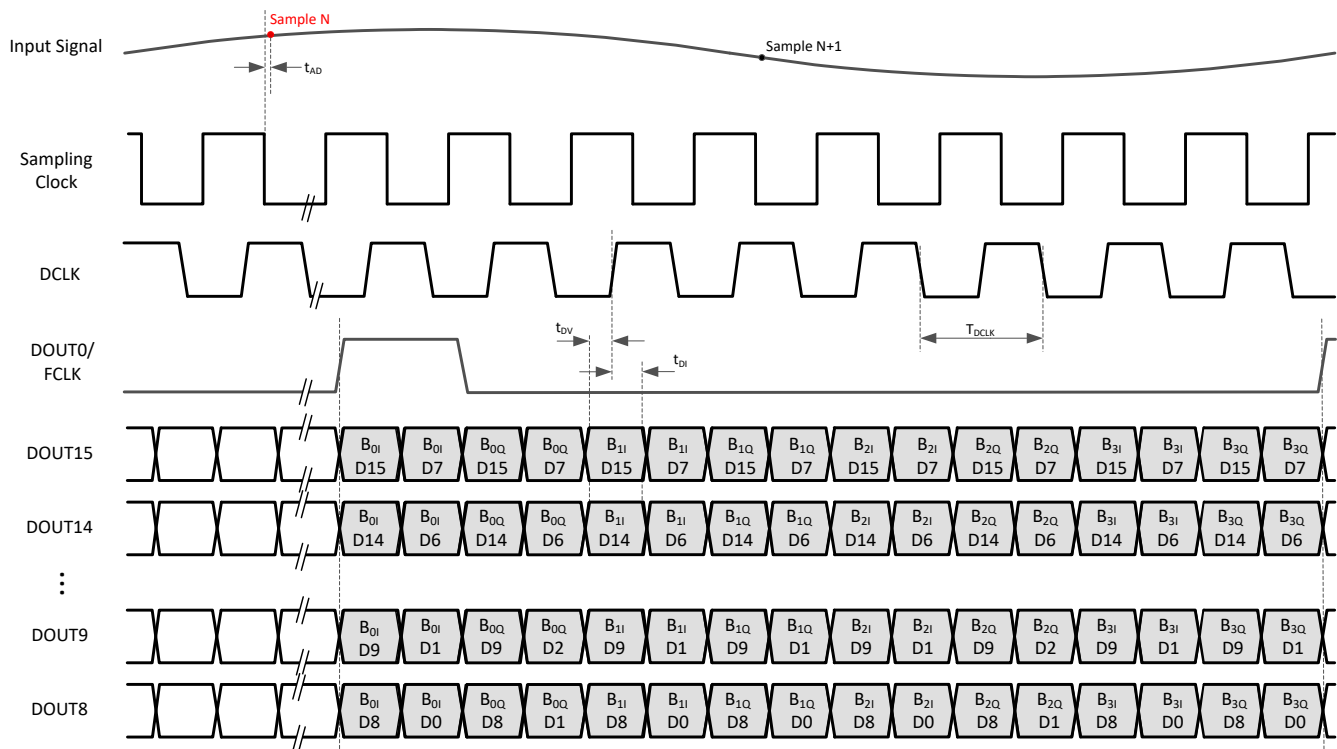 Sample N
Input Signal
Sample N+1
t_AD
Sampling
Clock
DCLK
t_DV
T_DCLK
DOUT0/
FCLK
t_DI
B0I B0I B0Q B0Q B1I B1I B1Q B1Q B2I B2I B2Q B2Q B3I B3I B3Q B3Q
DOUT15
D15 D7 D15 D7 D15 D7 D15 D7 D15 D7 D15 D7 D15 D7 D15 D7
B0I B0I B0Q B0Q B1I B1I B1Q B1Q B2I B2I B2Q B2Q B3I B3I B3Q B3Q
DOUT14
D14 D6 D14 D6 D14 D6 D14 D6 D14 D6 D14 D6 D14 D6 D14 D6
⋮
B0I B0I B0Q B0Q B1I B1I B1Q B1Q B2I B2I B2Q B2Q B3I B3I B3Q B3Q
DOUT9
D9 D1 D9 D2 D9 D1 D9 D1 D9 D1 D9 D2 D9 D1 D9 D1
B0I B0I B0Q B0Q B1I B1I B1Q B1Q B2I B2I B2Q B2Q B3I B3I B3Q B3Q
DOUT8
D8 D0 D8 D1 D8 D0 D8 D0 D8 D0 D8 D1 D8 D0 D8 D0